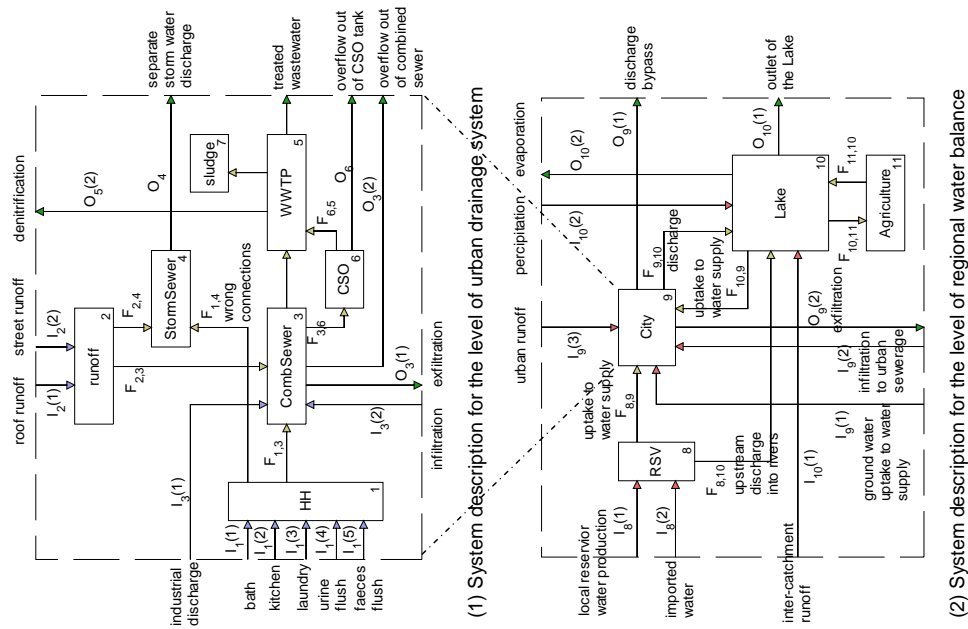 roof runoff
street runoff
denitrification
I2(1)
I2(2)
O5(2)
separate
storm water
discharge
runoff
2
F2,3
F2,4
StormSewer
4
O4
F1,4
wrong
connections
sludge
7
industrial
discharge
I3(1)
WWTP
5
treated
wastewater
F6,5
bath
kitchen
laundry
urine
flush
faeces
flush
I1(1)
I1(2)
I1(3)
I1(4)
I1(5)
HH
1
F1,3
CombSewer
3
F3,6
CSO
6
O6
overflow out
of CSO tank
O3(2)
overflow out
of combined
sewer
I3(2)
O3(1)
infiltration
exfiltration
(1) System description for the level of urban drainage system
urban runoff
percipitation
evaporation
I9(3)
I10(2)
O10(2)
discharge
bypass
O9(1)
local reservior
water production
I8(1)
imported
water
I8(2)
RSV
8
uptake to
water supply
F8,9
City
9
F9,10
discharge
uptake to
water supply
F10,9
Lake
10
O10(1)
outlet of
the Lake
F8,10
upstream
discharge
into rivers
inter-catchment
runoff
I10(1)
F10,11
F11,10
Agriculture
11
I9(1)
ground water
uptake to water
supply
I9(2)
infiltration
to urban
sewerage
O9(2)
exfiltration
(2) System description for the level of regional water balance